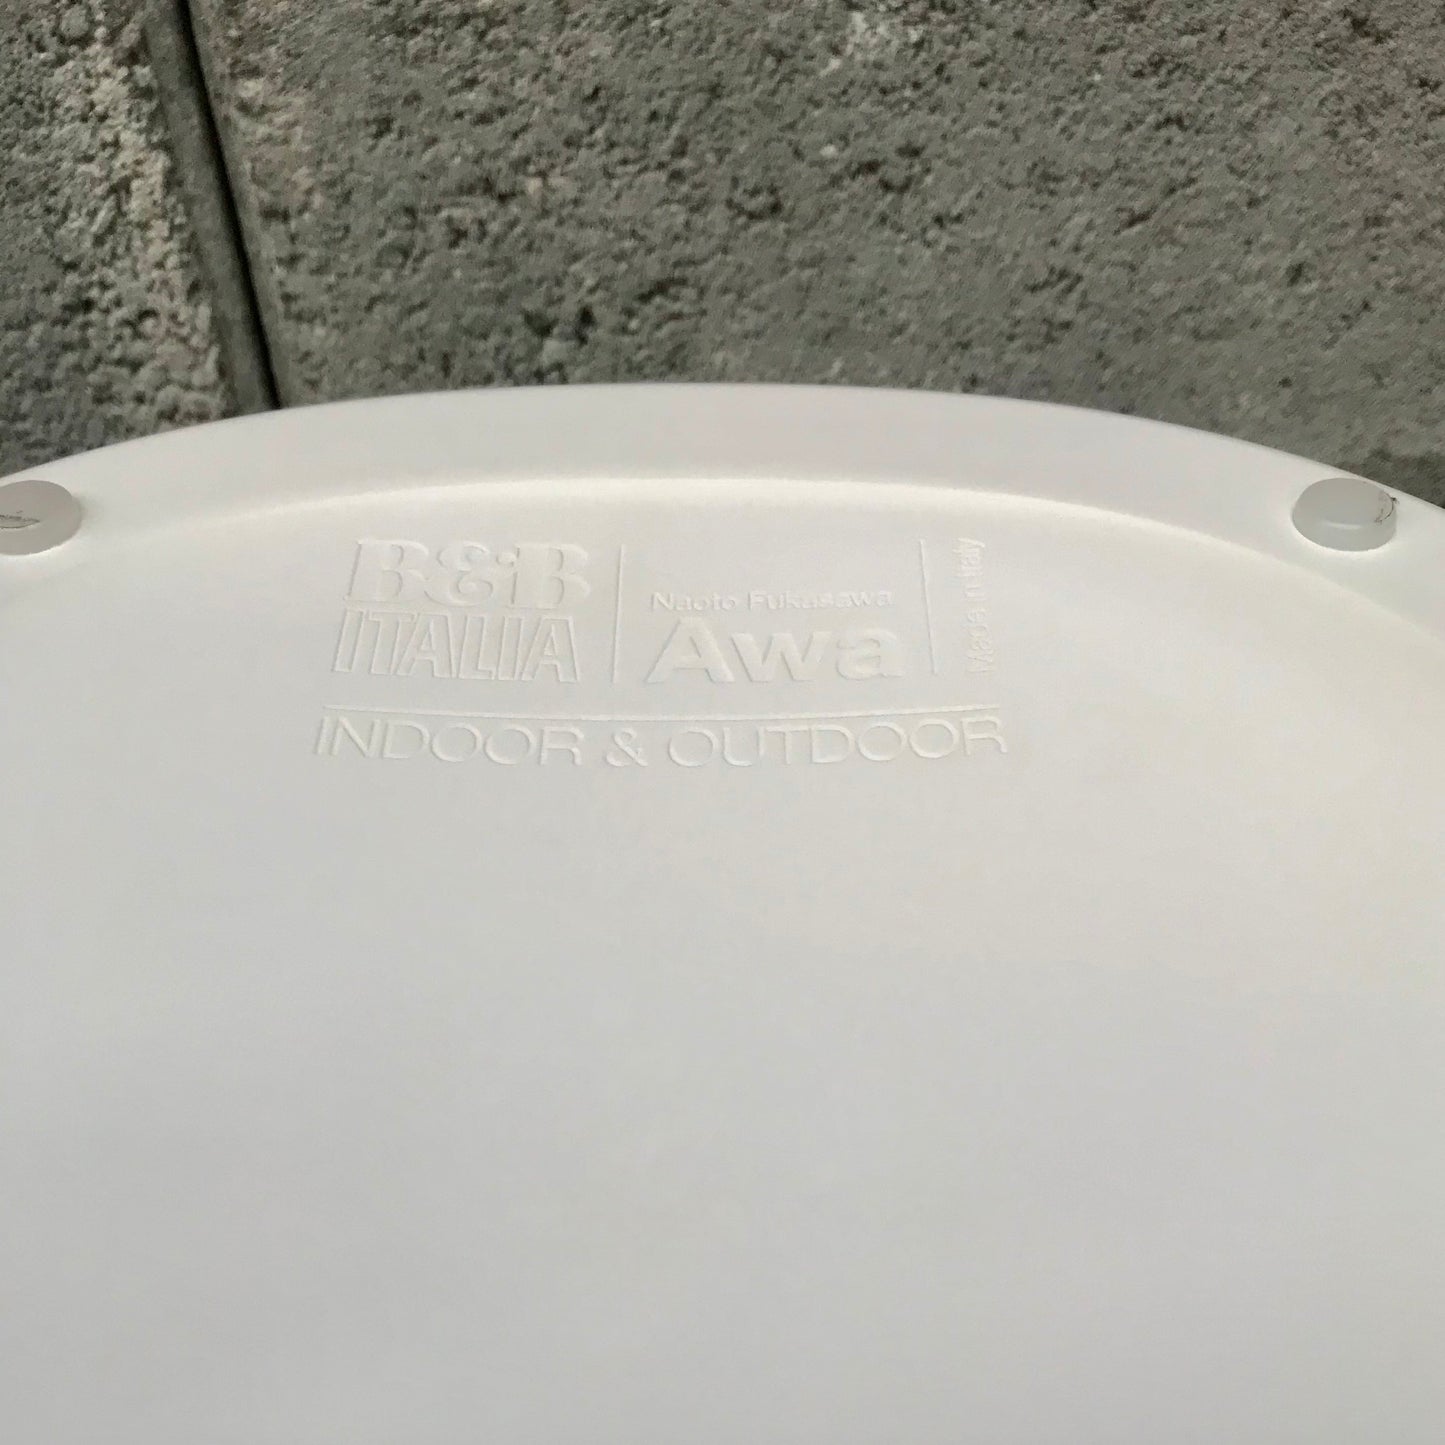 B&B
ITALIA
Naoto Fukasawa
Awa
Made in Italy
INDOOR & OUTDOOR